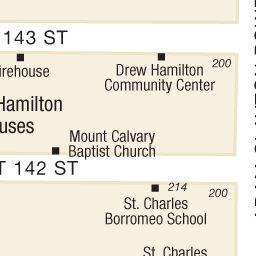 143 ST
200
irehouse
Drew Hamilton
Community Center
Hamilton
uses
Mount Calvary
Baptist Church
T 142 ST
214
200
St. Charles
Borromeo School
St. Charles